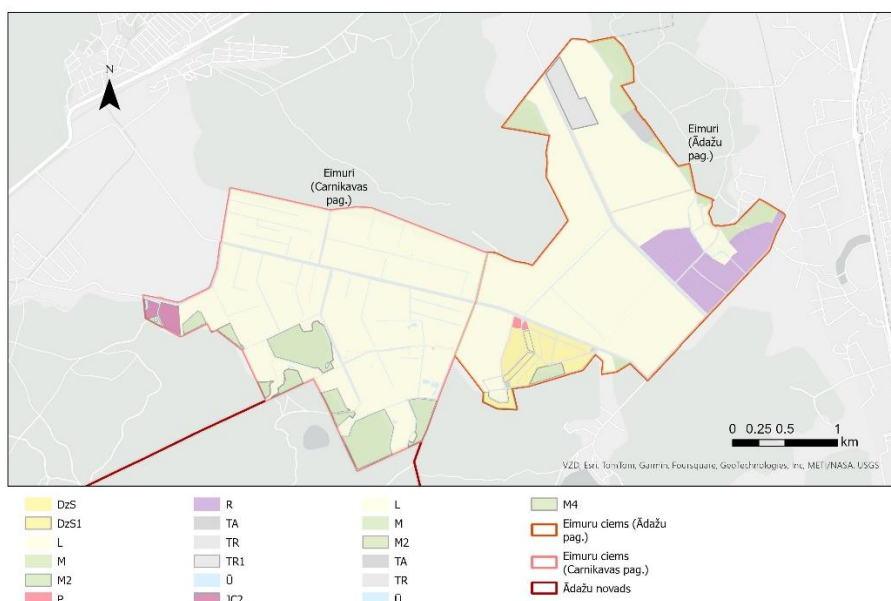 N
Eimuri
(Ādažu
pag.)
Eimuri
(Carnikavas
pag.)
0 0.25 0.5 1
km
VZD, Esri, TomTom, Garmin, Foursquare, GeoTechnologies, Inc, METI/NASA, USGS
DzS
DzS1
L
M
M2
P
R
TA
TR
TR1
Ū
JC2
L
M
M2
TA
TR
Ū
M4
Eimuru ciems (Ādažu
pag.)
Eimuru ciems
(Carnikavas pag.)
Ādažu novads